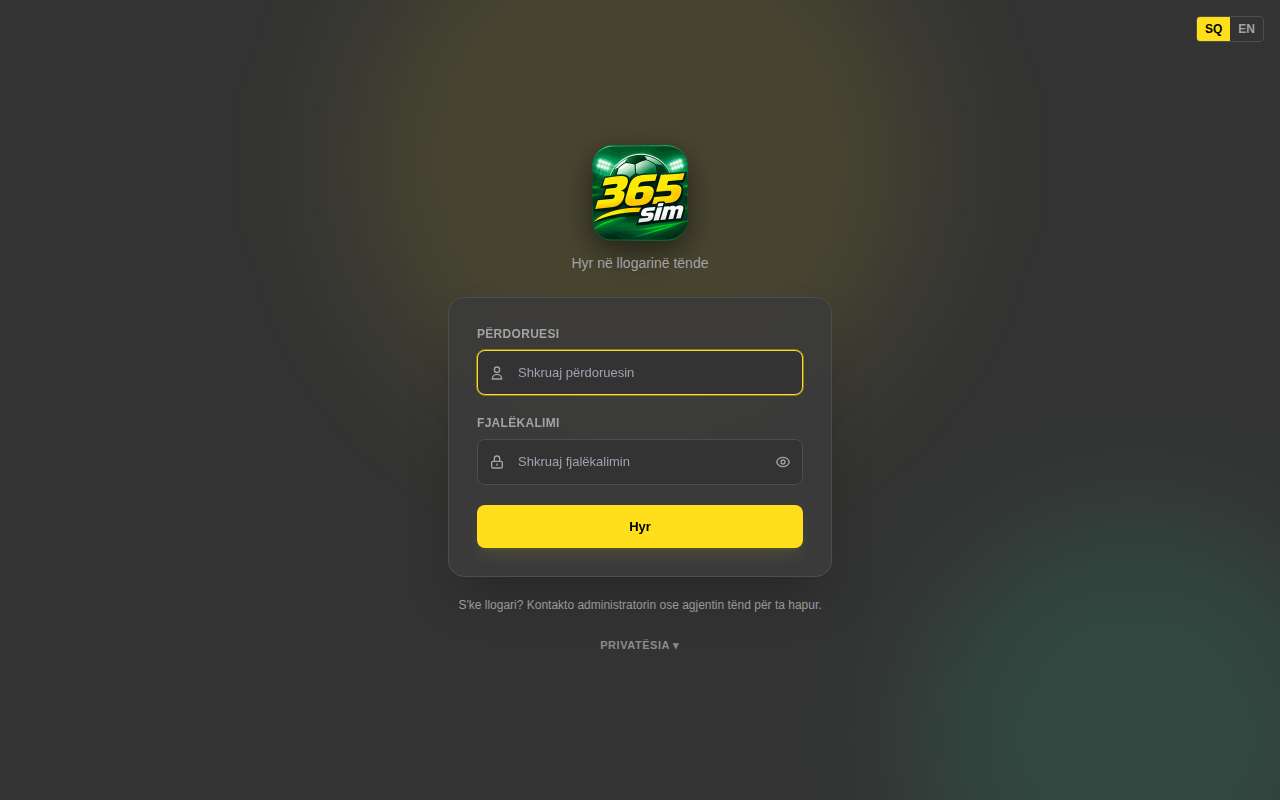 SQ EN
365
sim
Hyr në llogarinë tënde
PËRDORUESI
Shkruaj përdoruesin
FJALËKALIMI
Shkruaj fjalëkalimin
Hyr
S'ke llogari? Kontakto administratorin ose agjentin tënd për ta hapur.
PRIVATËSIA ▾